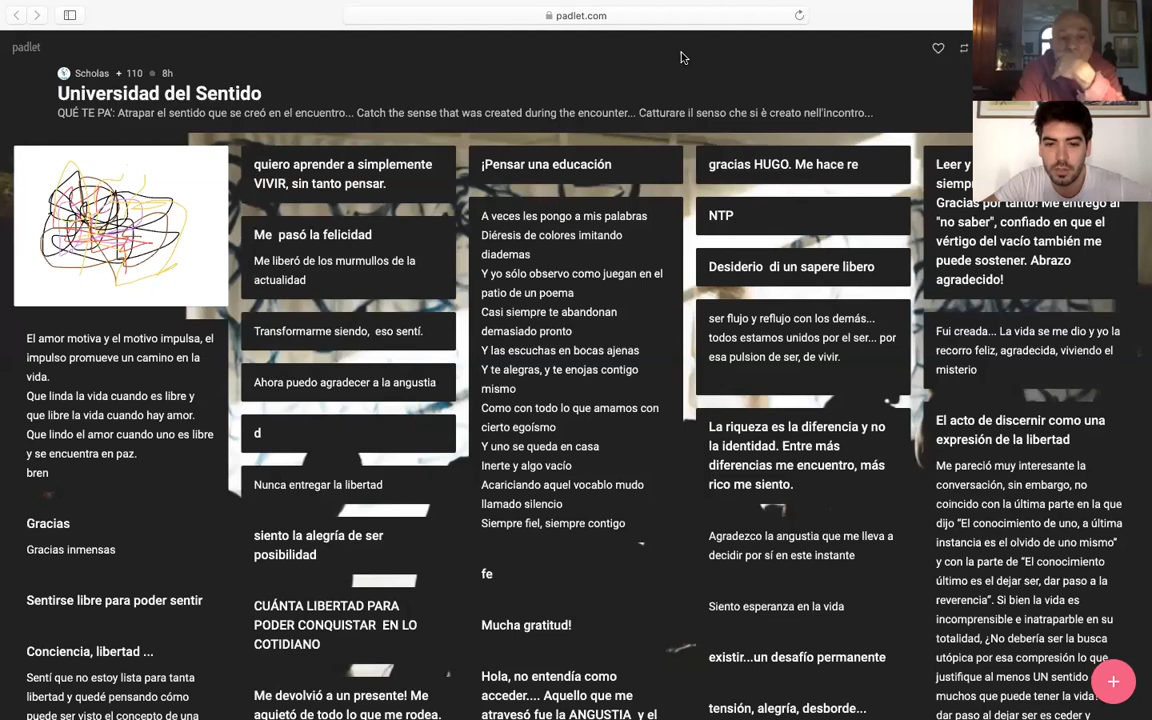 padlet.com
padlet
Scholas + 110 8h
Universidad del Sentido
QUÉ TE PA': Atrapar el sentido que se creó en el encuentro... Catch the sense that was created during the encounter... Catturare il senso che si è creato nell'incontro...
El amor motiva y el motivo impulsa, el
impulso promueve un camino en la
vida.
Que linda la vida cuando es libre y
que libre la vida cuando hay amor.
Que lindo el amor cuando uno es libre
y se encuentra en paz.
bren
Gracias
Gracias inmensas
Sentirse libre para poder sentir
Conciencia, libertad ...
Sentí que no estoy lista para tanta
libertad y quedé pensando cómo
puede ser visto el concepto de una
quiero aprender a simplemente
VIVIR, sin tanto pensar.
Me pasó la felicidad
Me liberó de los murmullos de la
actualidad
Transformarme siendo, eso sentí.
Ahora puedo agradecer a la angustia
d
Nunca entregar la libertad
siento la alegría de ser
posibilidad
CUÁNTA LIBERTAD PARA
PODER CONQUISTAR EN LO
COTIDIANO
Me devolvió a un presente! Me
aquietó de todo lo que me rodea.
¡Pensar una educación
A veces les pongo a mis palabras
Diéresis de colores imitando
diademas
Y yo sólo observo como juegan en el
patio de un poema
Casi siempre te abandonan
demasiado pronto
Y las escuchas en bocas ajenas
Y te alegras, y te enojas contigo
mismo
Como con todo lo que amamos con
cierto egoísmo
Y uno se queda en casa
Inerte y algo vacío
Acariciando aquel vocablo mudo
llamado silencio
Siempre fiel, siempre contigo
fe
Mucha gratitud!
Hola, no entendía como
acceder.... Aquello que me
atravesó fue la ANGUSTIA y el
gracias HUGO. Me hace re
NTP
Desiderio di un sapere libero
ser flujo y reflujo con los demás...
todos estamos unidos por el ser... por
esa pulsion de ser, de vivir.
La riqueza es la diferencia y no
la identidad. Entre más
diferencias me encuentro, más
rico me siento.
Agradezco la angustia que me lleva a
decidir por sí en este instante
Siento esperanza en la vida
existir...un desafío permanente
tensión, alegría, desborde...
Leer y
siemp
Gracias por tanto! Me entregó al
"no saber", confiado en que el
vértigo del vacío también me
puede sostener. Abrazo
agradecido!
Fui creada... La vida se me dio y yo la
recorro feliz, agradecida, viviendo el
misterio
El acto de discernir como una
expresión de la libertad
Me pareció muy interesante la
conversación, sin embargo, no
coincido con la última parte en la que
dijo "El conocimiento de uno, a última
instancia es el olvido de uno mismo"
y con la parte de "El conocimiento
último es el dejar ser, dar paso a la
reverencia". Si bien la vida es
incomprensible e inatraparble en su
totalidad, ¿No debería ser la busca
utópica por esa compresión lo que
justifique al menos UN sentido
muchos que puede tener la vida?
dar paso al dejar ser es ceder y